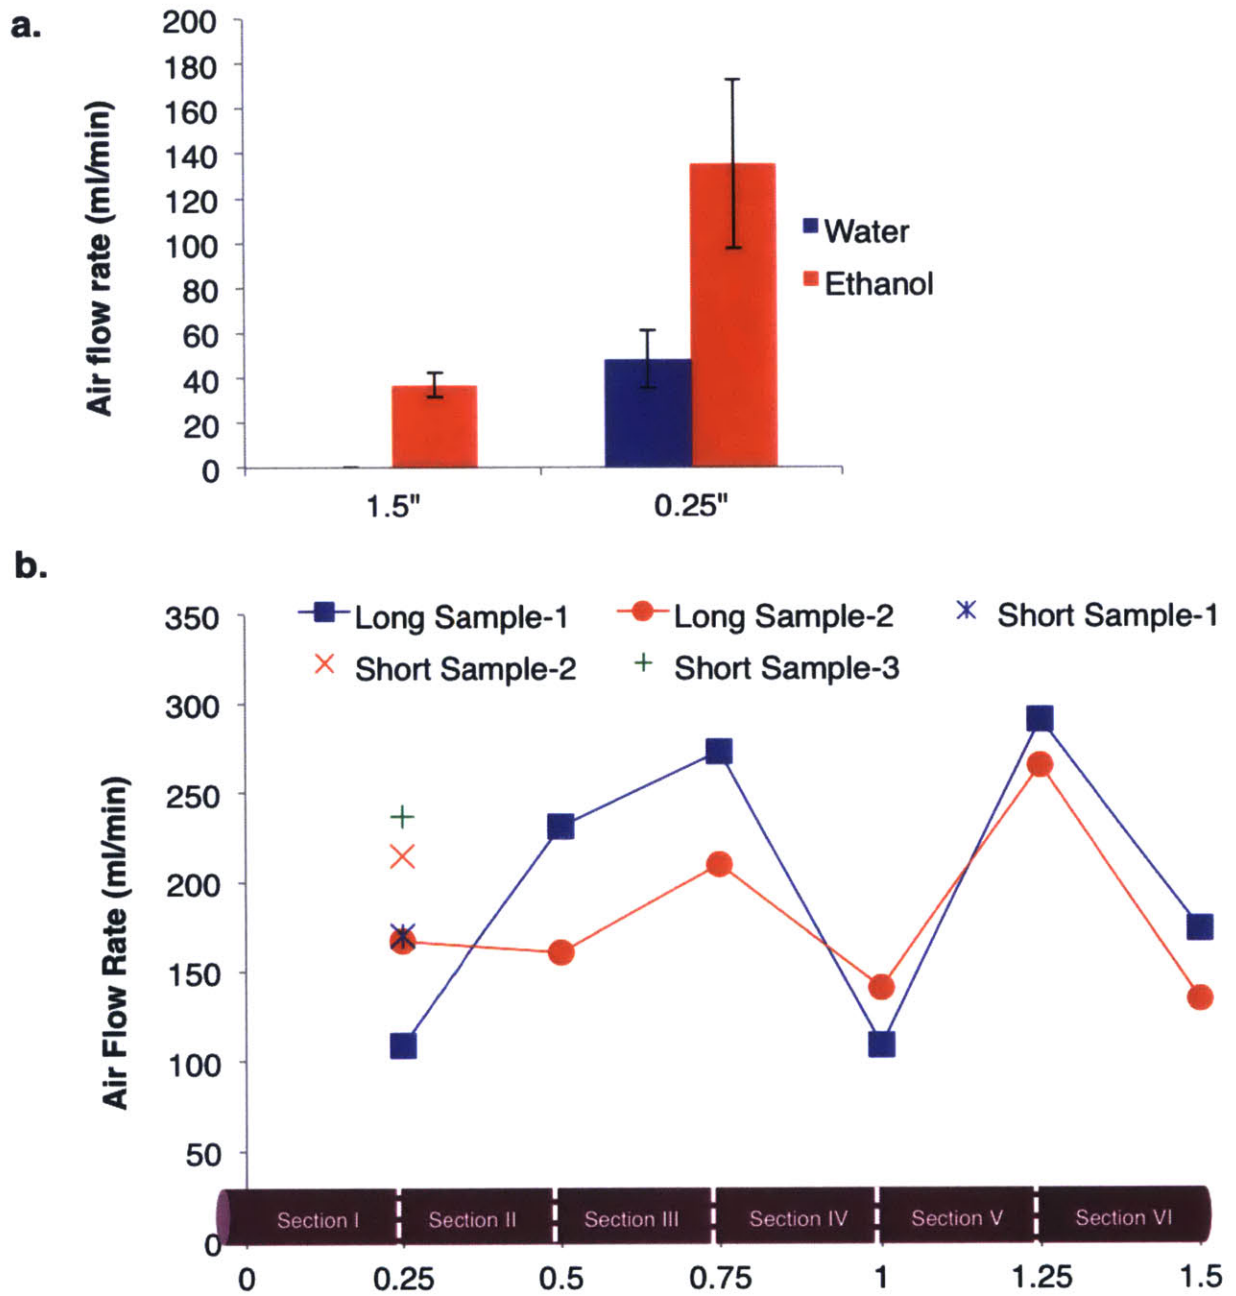 a.
Air flow rate (ml/min)
200
180
160
140
120
100
80
60
40
20
0
1.5"
0.25"
Water
Ethanol
b.
Air Flow Rate (ml/min)
350
300
250
200
150
100
50
0
Long Sample-1
Long Sample-2
Short Sample-1
Short Sample-2
Short Sample-3
Section I
Section II
Section III
Section IV
Section V
Section VI
0
0.25
0.5
0.75
1
1.25
1.5